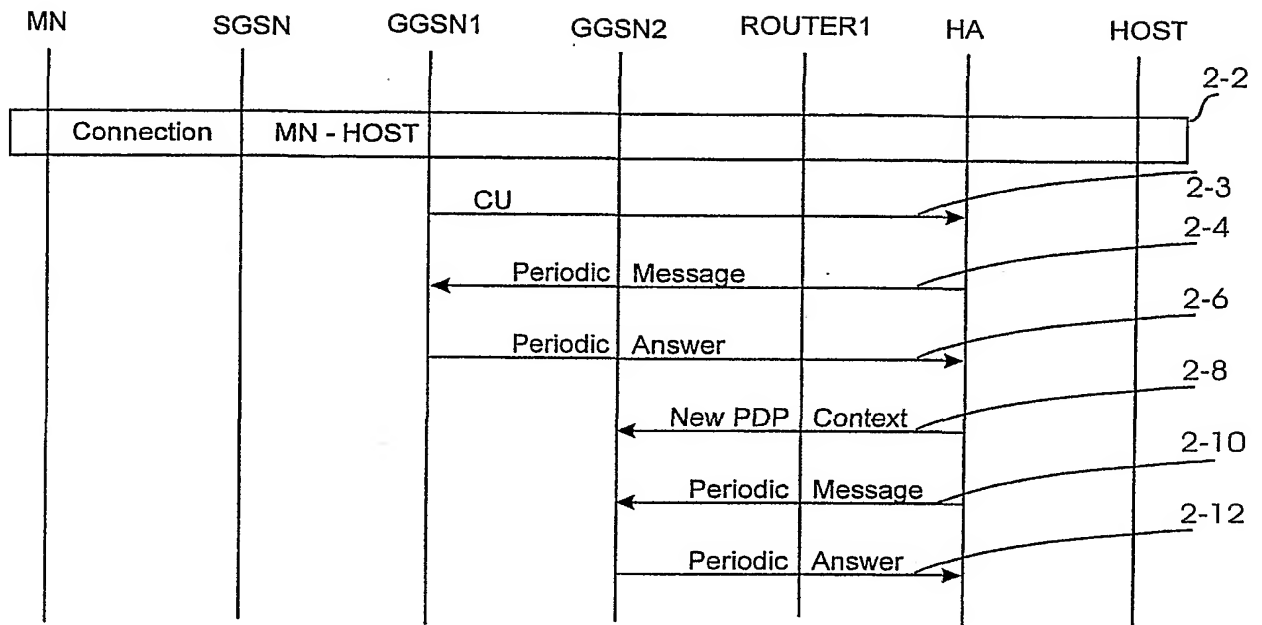 MN SGSN GGSN1 GGSN2 ROUTER1 HA HOST
2-2
Connection MN - HOST
2-3
CU
2-4
Periodic Message
2-6
Periodic Answer
2-8
New PDP Context
2-10
Periodic Message
2-12
Periodic Answer